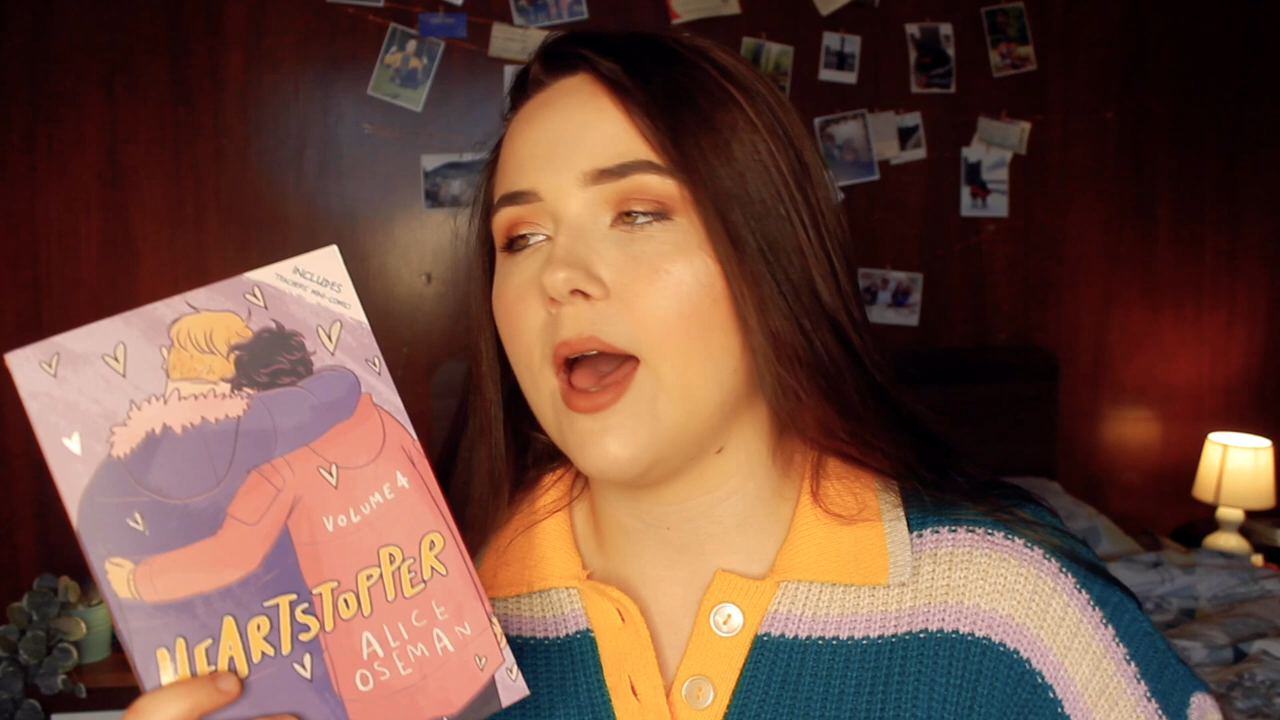 INCLUDES
TEACHERS MINI-COMIC
VOLUME 4
HEARTSTOPPER
ALICE
OSEMAN